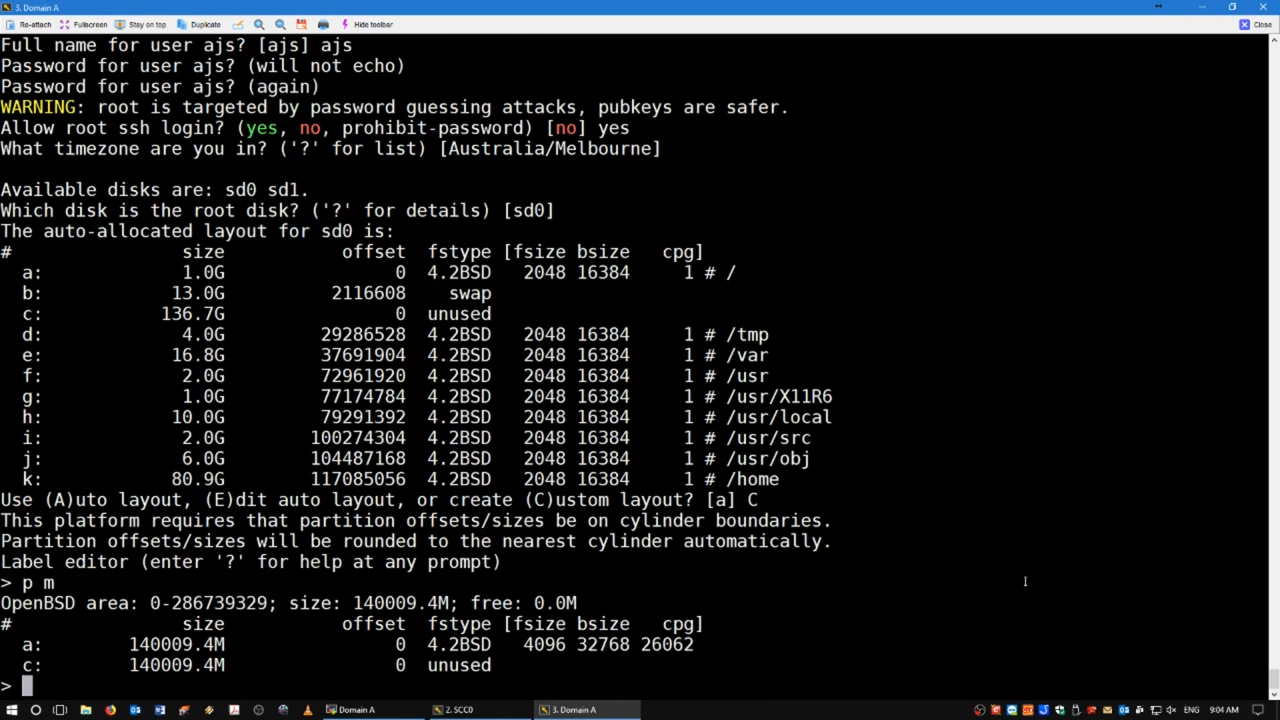 3. Domain A
Re-attach Fullscreen Stay on top Duplicate Hide toolbar Close
Full name for user ajs? [ajs] ajs
Password for user ajs? (will not echo)
Password for user ajs? (again)
WARNING: root is targeted by password guessing attacks, pubkeys are safer.
Allow root ssh login? (yes, no, prohibit-password) [no] yes
What timezone are you in? ('?' for list) [Australia/Melbourne]
Available disks are: sd0 sd1.
Which disk is the root disk? ('?' for details) [sd0]
The auto-allocated layout for sd0 is:
# size offset fstype [fsize bsize cpg]
a: 1.0G 0 4.2BSD 2048 16384 1 # /
b: 13.0G 2116608 swap
c: 136.7G 0 unused
d: 4.0G 29286528 4.2BSD 2048 16384 1 # /tmp
e: 16.8G 37691904 4.2BSD 2048 16384 1 # /var
f: 2.0G 72961920 4.2BSD 2048 16384 1 # /usr
g: 1.0G 77174784 4.2BSD 2048 16384 1 # /usr/X11R6
h: 10.0G 79291392 4.2BSD 2048 16384 1 # /usr/local
i: 2.0G 100274304 4.2BSD 2048 16384 1 # /usr/src
j: 6.0G 104487168 4.2BSD 2048 16384 1 # /usr/obj
k: 80.9G 117085056 4.2BSD 2048 16384 1 # /home
Use (A)uto layout, (E)dit auto layout, or create (C)ustom layout? [a] C
This platform requires that partition offsets/sizes be on cylinder boundaries.
Partition offsets/sizes will be rounded to the nearest cylinder automatically.
Label editor (enter '?' for help at any prompt)
> p m
OpenBSD area: 0-286739329; size: 140009.4M; free: 0.0M
# size offset fstype [fsize bsize cpg]
a: 140009.4M 0 4.2BSD 4096 32768 26062
c: 140009.4M 0 unused
>
Domain A 2. SCC0 3. Domain A ENG 9:04 AM